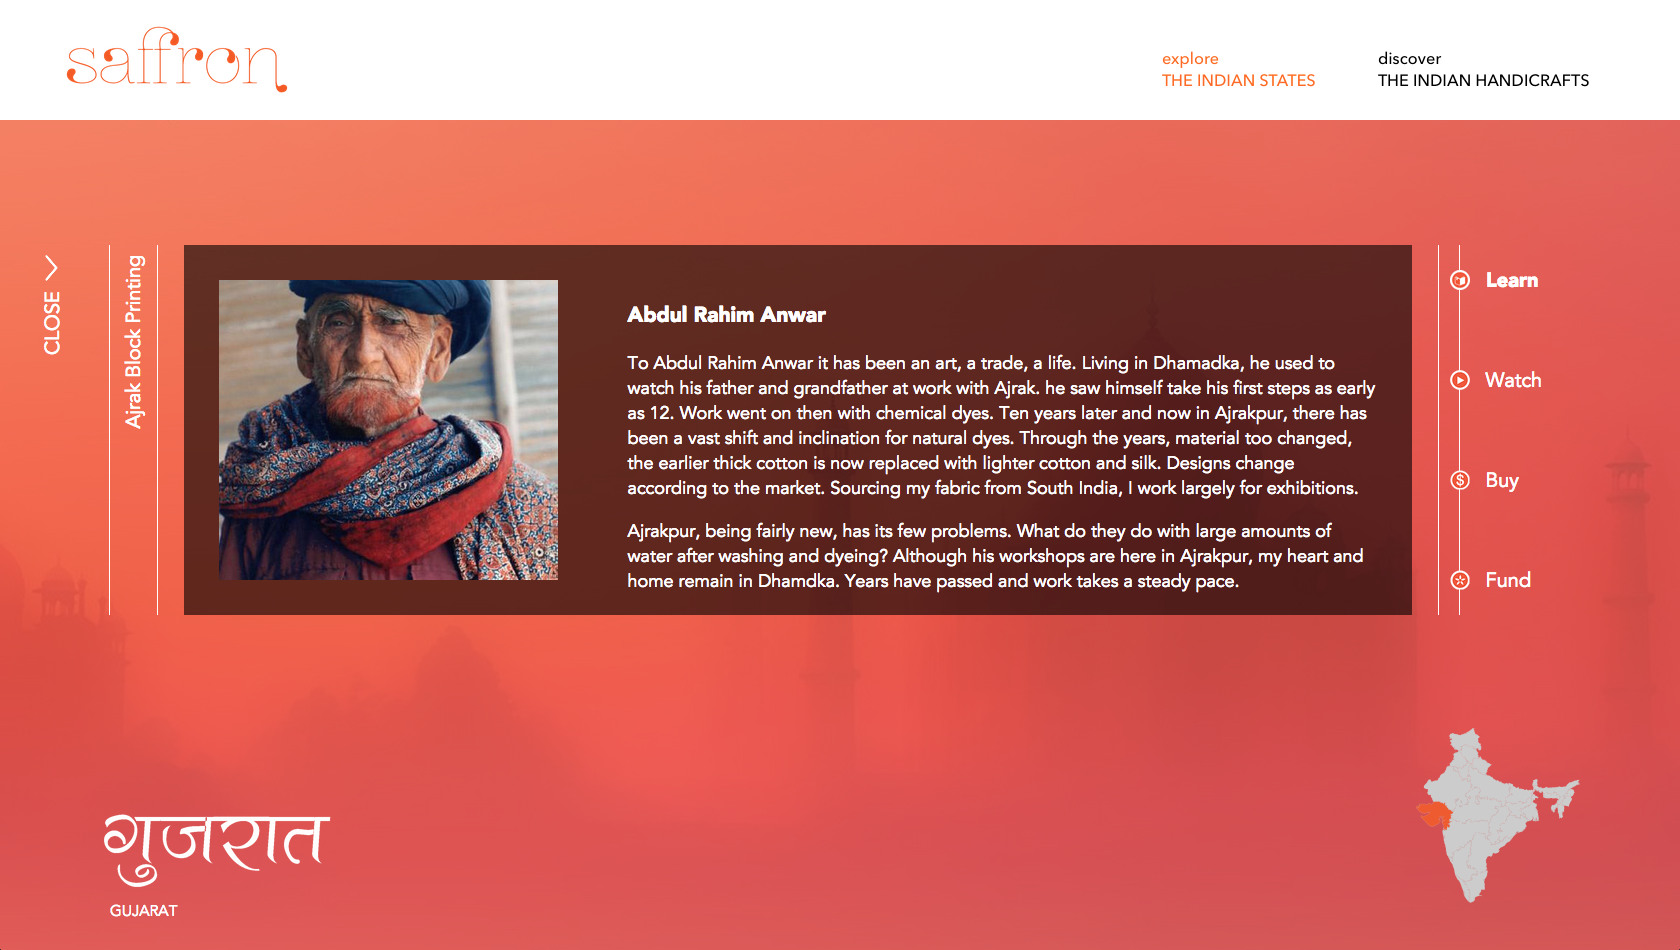 saffron
explore
THE INDIAN STATES
discover
THE INDIAN HANDICRAFTS
CLOSE
Ajrak Block Printing
Abdul Rahim Anwar
To Abdul Rahim Anwar it has been an art, a trade, a life. Living in Dhamadka, he used to
watch his father and grandfather at work with Ajrak. he saw himself take his first steps as early
as 12. Work went on then with chemical dyes. Ten years later and now in Ajrakpur, there has
been a vast shift and inclination for natural dyes. Through the years, material too changed,
the earlier thick cotton is now replaced with lighter cotton and silk. Designs change
according to the market. Sourcing my fabric from South India, I work largely for exhibitions.
Ajrakpur, being fairly new, has its few problems. What do they do with large amounts of
water after washing and dyeing? Although his workshops are here in Ajrakpur, my heart and
home remain in Dhamdka. Years have passed and work takes a steady pace.
Learn
Watch
$
Buy
Fund
गुजरात
GUJARAT